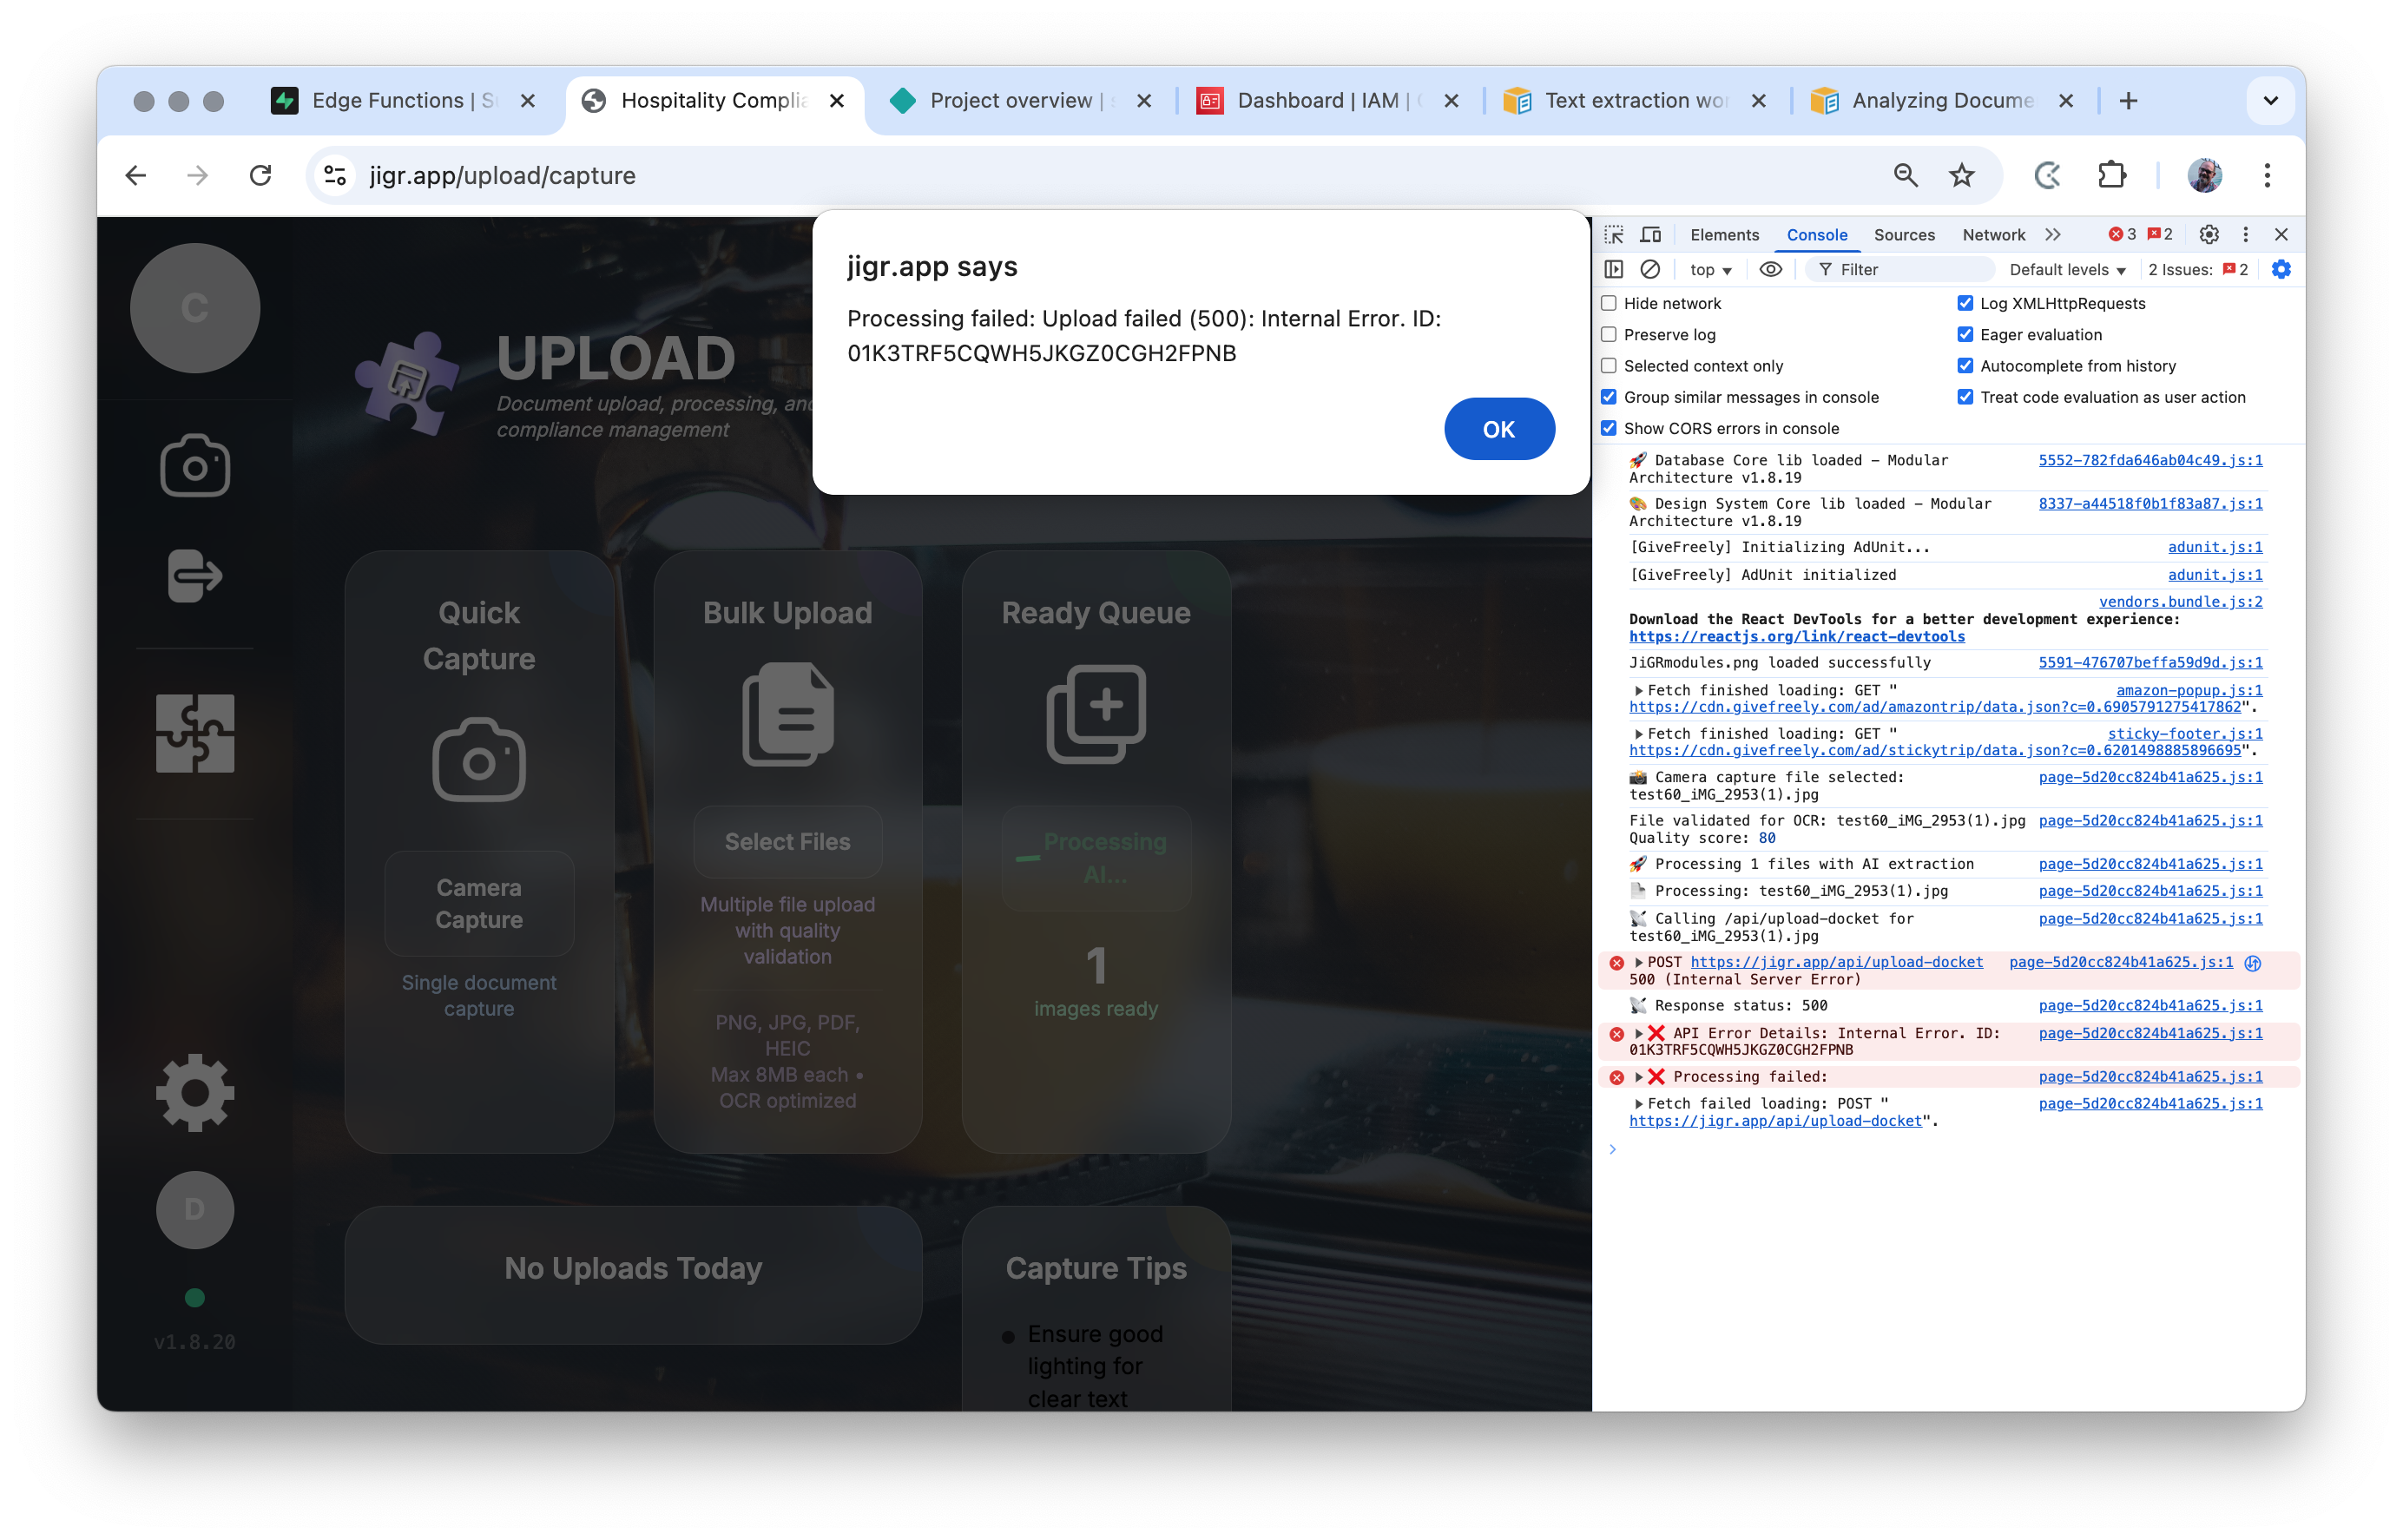 Edge Functions | S
Hospitality Complia
Project overview |
Dashboard | IAM |
Text extraction wor
Analyzing Docume
jigr.app/upload/capture
jigr.app says
Processing failed: Upload failed (500): Internal Error. ID:
01K3TRF5CQWH5JKGZ0CGH2FPNB
OK
C
UPLOAD
Document upload, processing, and
compliance management
Quick
Capture
Camera
Capture
Single document
capture
Bulk Upload
Select Files
Multiple file upload
with quality
validation
PNG, JPG, PDF,
HEIC
Max 8MB each •
OCR optimized
Ready Queue
Processing
AI...
1
images ready
D
v1.8.20
No Uploads Today
Capture Tips
Ensure good
lighting for
clear text
Elements Console Sources Network 3 2
top Filter Default levels 2 Issues: 2
Hide network Log XMLHttpRequests
Preserve log Eager evaluation
Selected context only Autocomplete from history
Group similar messages in console Treat code evaluation as user action
Show CORS errors in console
🚀 Database Core lib loaded - Modular 5552-782fda646ab04c49.js:1
Architecture v1.8.19
🎨 Design System Core lib loaded - Modular 8337-a44518f0b1f83a87.js:1
Architecture v1.8.19
[GiveFreely] Initializing AdUnit... adunit.js:1
[GiveFreely] AdUnit initialized adunit.js:1
vendors.bundle.js:2
Download the React DevTools for a better development experience:
https://reactjs.org/link/react-devtools
JiGRmodules.png loaded successfully 5591-476707beffa59d9d.js:1
Fetch finished loading: GET " amazon-popup.js:1
https://cdn.givefreely.com/ad/amazontrip/data.json?c=0.6905791275417862".
Fetch finished loading: GET " sticky-footer.js:1
https://cdn.givefreely.com/ad/stickytrip/data.json?c=0.6201498885896695".
📸 Camera capture file selected: page-5d20cc824b41a625.js:1
test60_iMG_2953(1).jpg
File validated for OCR: test60_iMG_2953(1).jpg page-5d20cc824b41a625.js:1
Quality score: 80
🚀 Processing 1 files with AI extraction page-5d20cc824b41a625.js:1
📄 Processing: test60_iMG_2953(1).jpg page-5d20cc824b41a625.js:1
📡 Calling /api/upload-docket for page-5d20cc824b41a625.js:1
test60_iMG_2953(1).jpg
POST https://jigr.app/api/upload-docket page-5d20cc824b41a625.js:1
500 (Internal Server Error)
📡 Response status: 500 page-5d20cc824b41a625.js:1
❌ API Error Details: Internal Error. ID: page-5d20cc824b41a625.js:1
01K3TRF5CQWH5JKGZ0CGH2FPNB
❌ Processing failed: page-5d20cc824b41a625.js:1
Fetch failed loading: POST " page-5d20cc824b41a625.js:1
https://jigr.app/api/upload-docket".